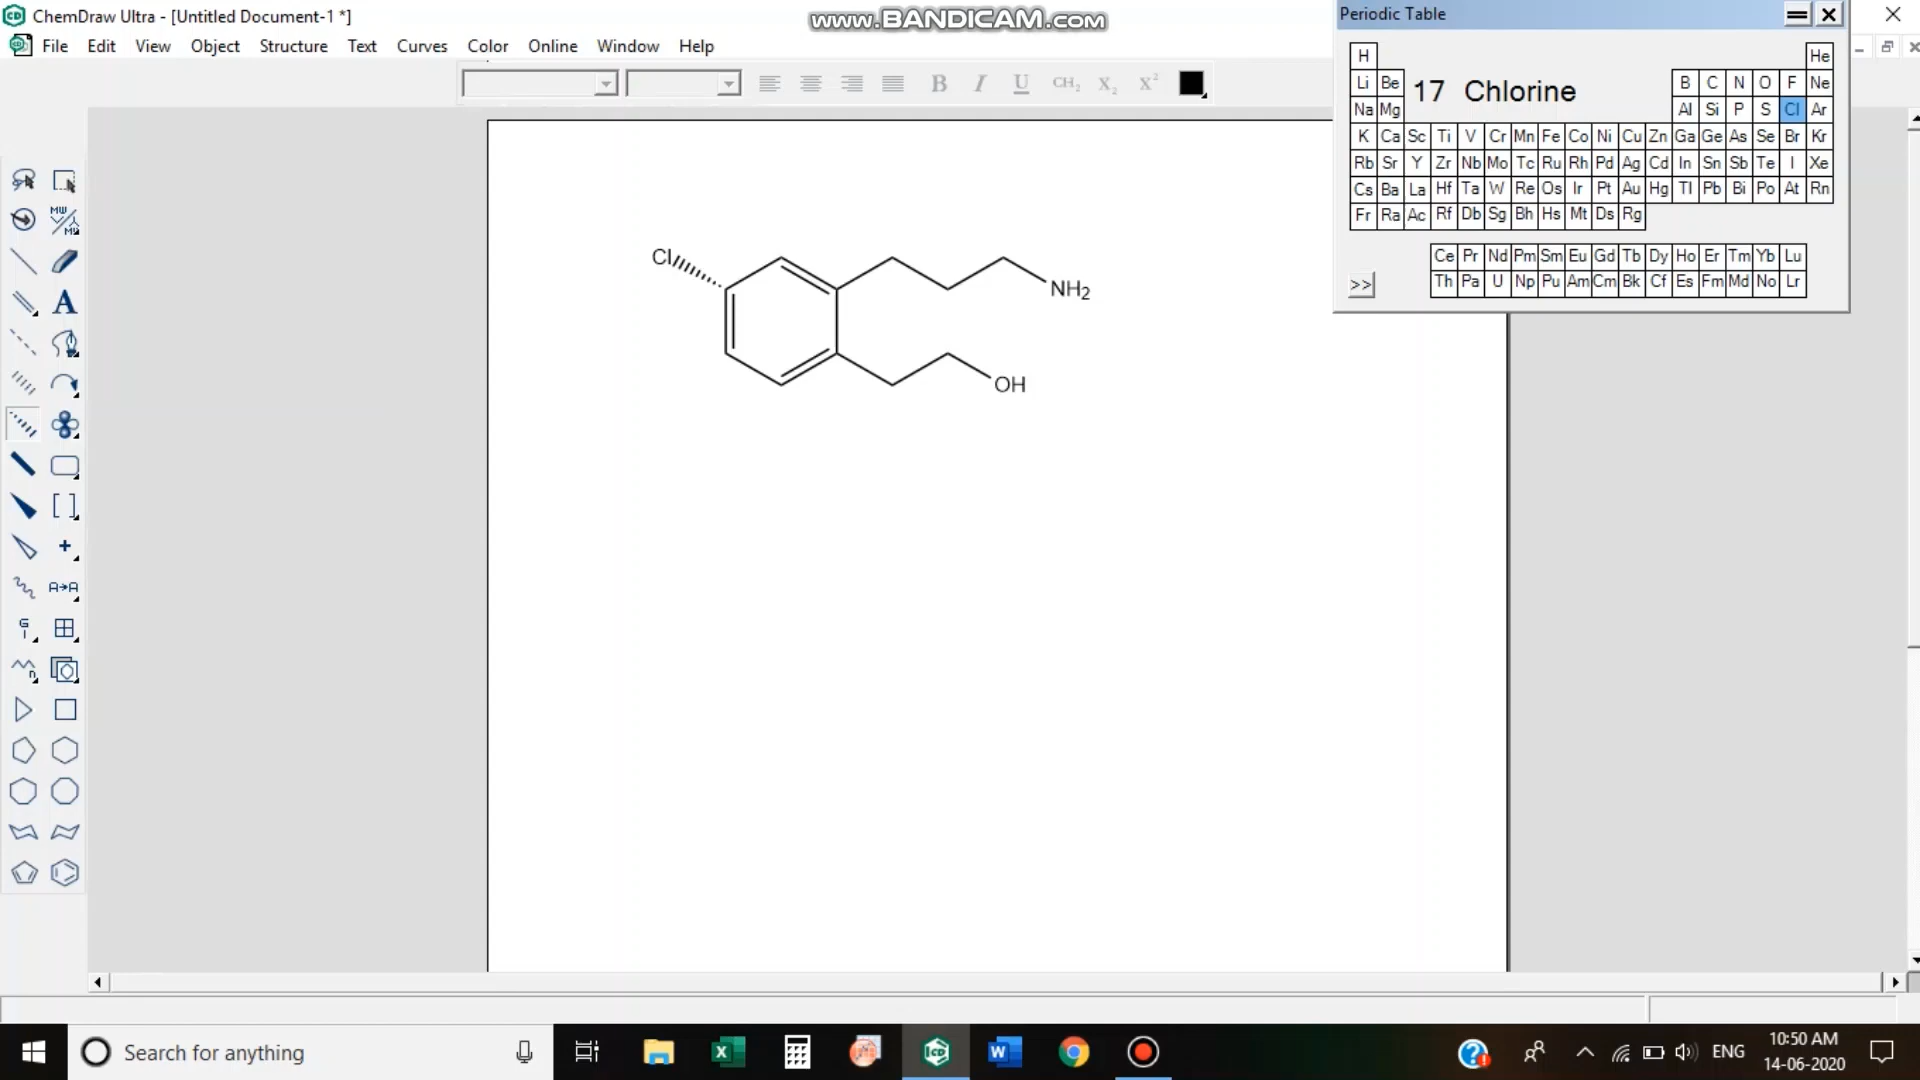 ChemDraw Ultra - [Untitled Document-1 *]
www.BANDICAM.com
Periodic Table
File Edit View Object Structure Text Curves Color Online Window Help
B I U CH2 X2 X2
H He
Li Be 17 Chlorine B C N O F Ne
Na Mg Al Si P S Cl Ar
K Ca Sc Ti V Cr Mn Fe Co Ni Cu Zn Ga Ge As Se Br Kr
Rb Sr Y Zr Nb Mo Tc Ru Rh Pd Ag Cd In Sn Sb Te I Xe
Cs Ba La Hf Ta W Re Os Ir Pt Au Hg Tl Pb Bi Po At Rn
Fr Ra Ac Rf Db Sg Bh Hs Mt Ds Rg
Ce Pr Nd Pm Sm Eu Gd Tb Dy Ho Er Tm Yb Lu
>> Th Pa U Np Pu Am Cm Bk Cf Es Fm Md No Lr
MW
A
Cl
NH2
OH
[ ]
+
A→A
n
Search for anything
ENG
10:50 AM
14-06-2020